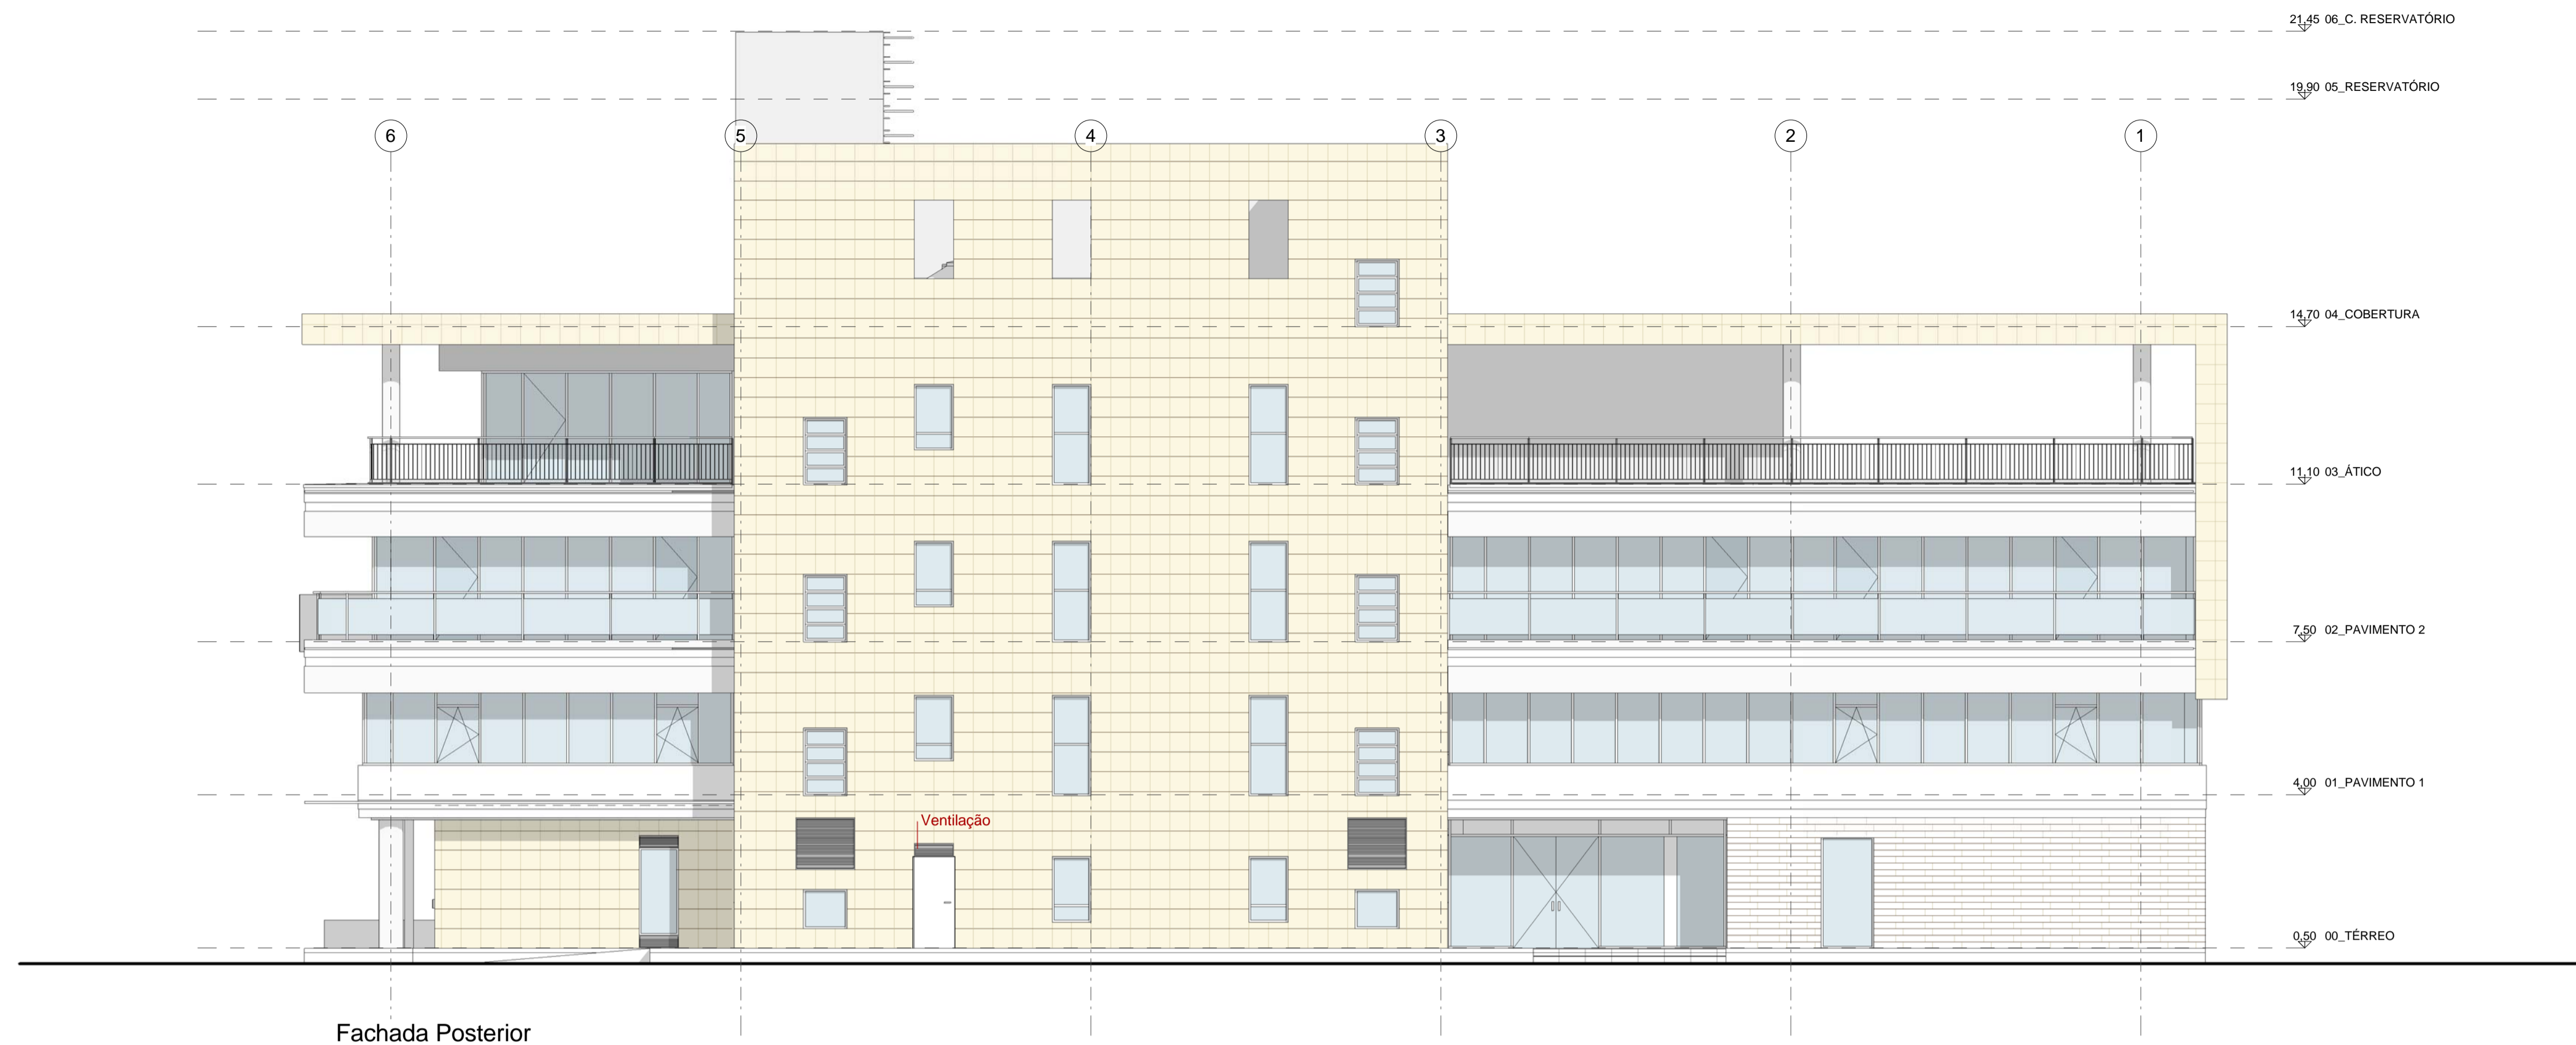 21,45 06_C. RESERVATÓRIO
19,90 05_RESERVATÓRIO
6 5 4 3 2 1
14,70 04_COBERTURA
11,10 03_ÁTICO
7,50 02_PAVIMENTO 2
4,00 01_PAVIMENTO 1
Ventilação
0,50 00_TÉRREO
Fachada Posterior